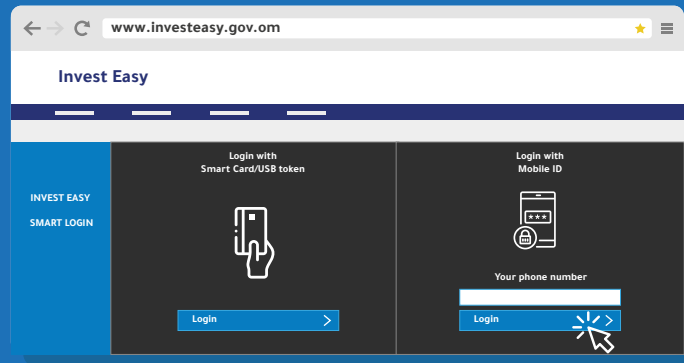 www.investeasy.gov.om
Invest Easy
INVEST EASY
SMART LOGIN
Login with
Smart Card/USB token
Login
Login with
Mobile ID
***
Your phone number
Login